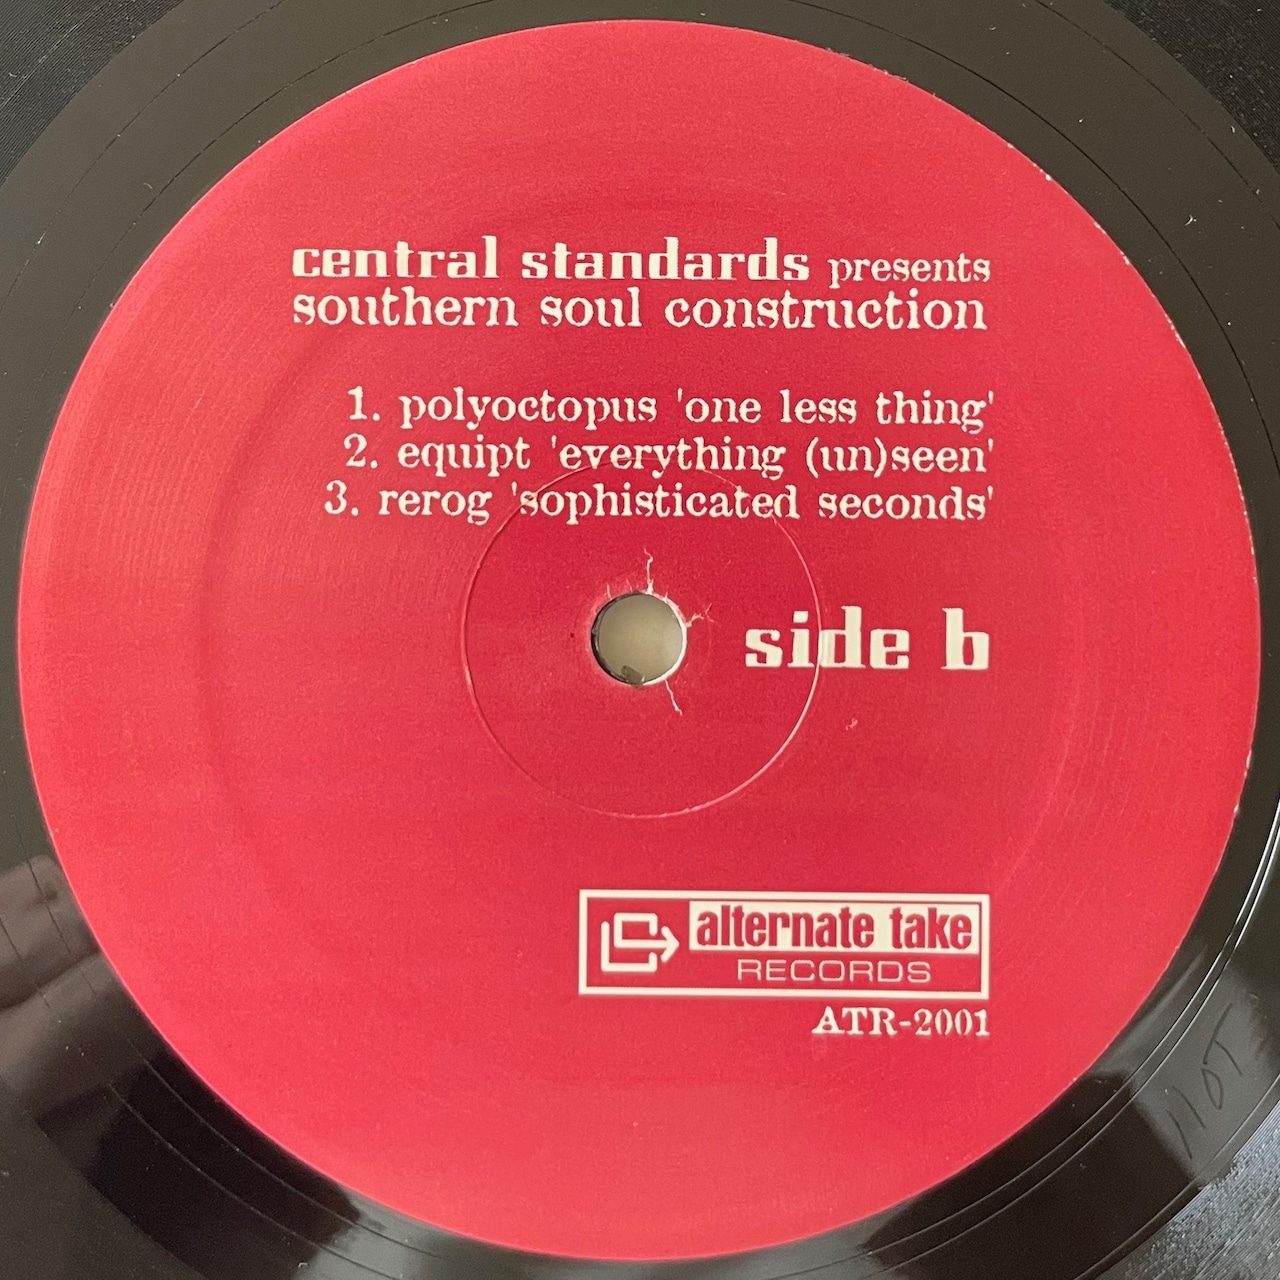 central standards presents
southern soul construction
1. polyoctopus 'one less thing'
2. equipt 'everything (un)seen'
3. rerog 'sophisticated seconds'
side b
alternate take
RECORDS
ATR-2001